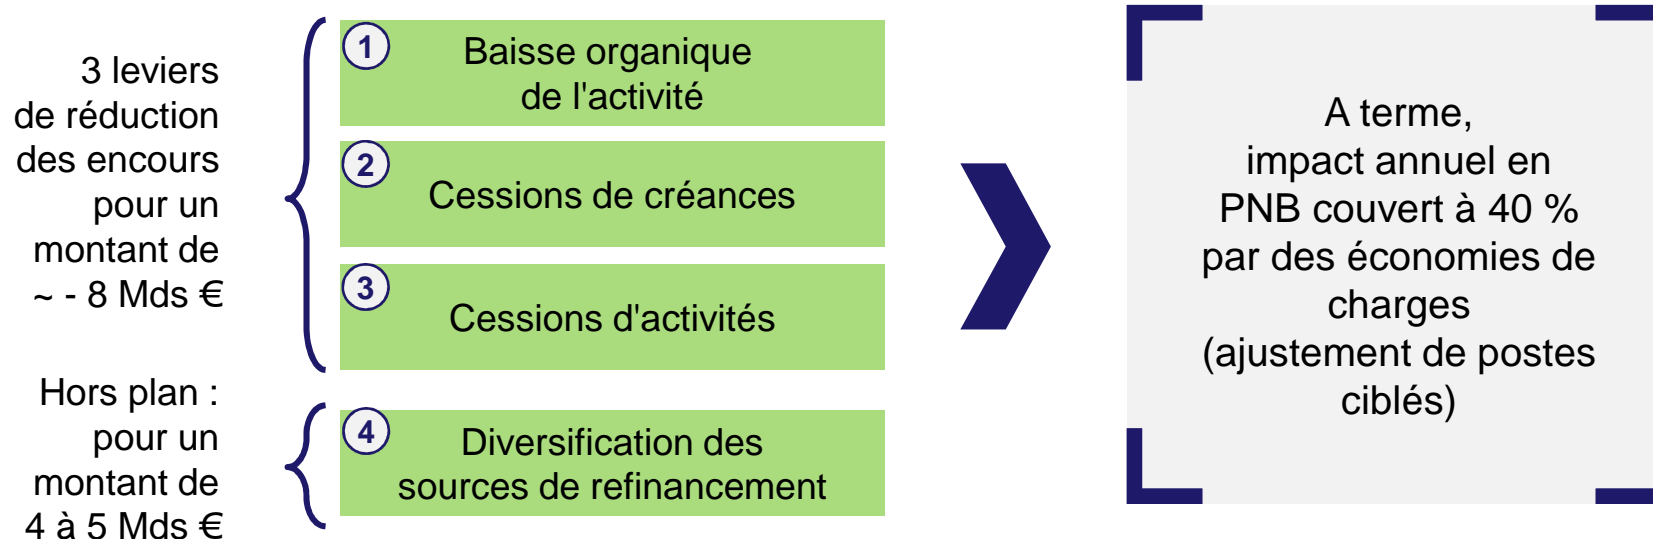 3 leviers
de réduction
des encours
pour un
montant de
~ - 8 Mds €
1
Baisse organique
de l'activité
2
Cessions de créances
3
Cessions d'activités
Hors plan :
pour un
montant de
4 à 5 Mds €
4
Diversification des
sources de refinancement
A terme,
impact annuel en
PNB couvert à 40 %
par des économies de
charges
(ajustement de postes
ciblés)